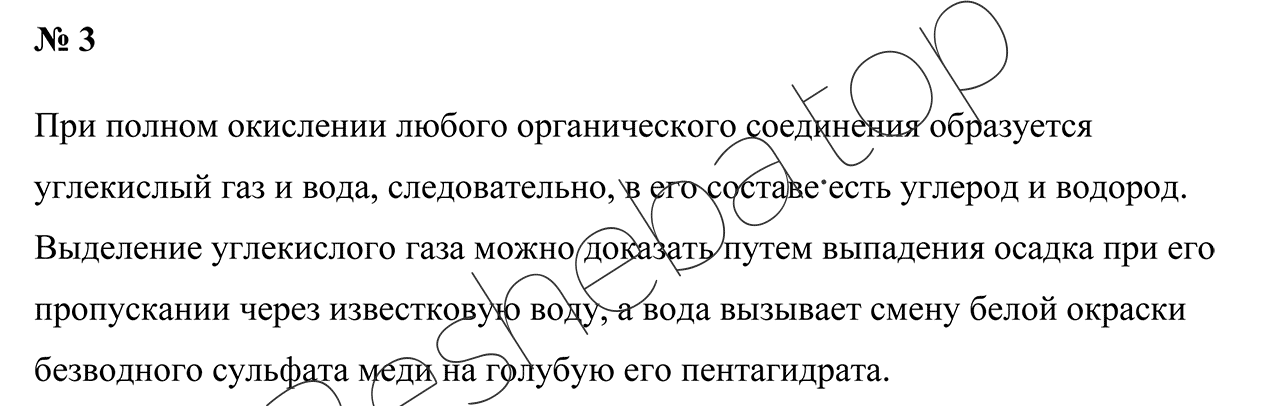 № 3
При полном окислении любого органического соединения образуется
углекислый газ и вода, следовательно, в его составе есть углерод и водород.
Выделение углекислого газа можно доказать путем выпадения осадка при его
пропускании через известковую воду, а вода вызывает смену белой окраски
безводного сульфата меди на голубую его пентагидрата.